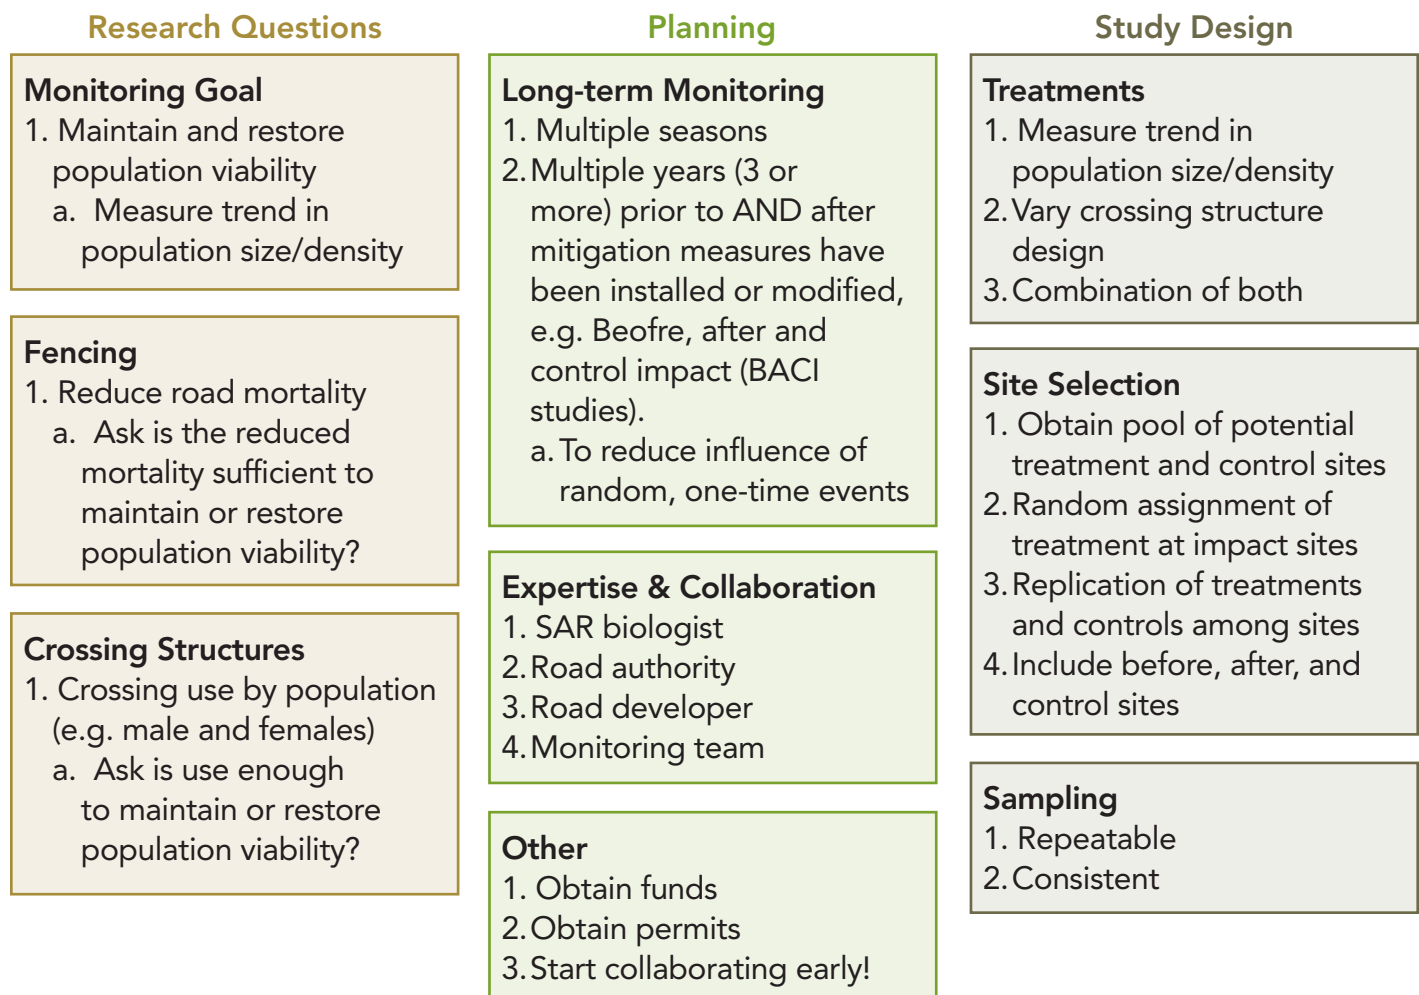 Research Questions
Monitoring Goal
1. Maintain and restore
population viability
a. Measure trend in
population size/density
Fencing
1. Reduce road mortality
a. Ask is the reduced
mortality sufficient to
maintain or restore
population viability?
Crossing Structures
1. Crossing use by population
(e.g. male and females)
a. Ask is use enough
to maintain or restore
population viability?
Planning
Long-term Monitoring
1. Multiple seasons
2. Multiple years (3 or
more) prior to AND after
mitigation measures have
been installed or modified,
e.g. Beofre, after and
control impact (BACI
studies).
a. To reduce influence of
random, one-time events
Expertise & Collaboration
1. SAR biologist
2. Road authority
3. Road developer
4. Monitoring team
Other
1. Obtain funds
2. Obtain permits
3. Start collaborating early!
Study Design
Treatments
1. Measure trend in
population size/density
2. Vary crossing structure
design
3. Combination of both
Site Selection
1. Obtain pool of potential
treatment and control sites
2. Random assignment of
treatment at impact sites
3. Replication of treatments
and controls among sites
4. Include before, after, and
control sites
Sampling
1. Repeatable
2. Consistent